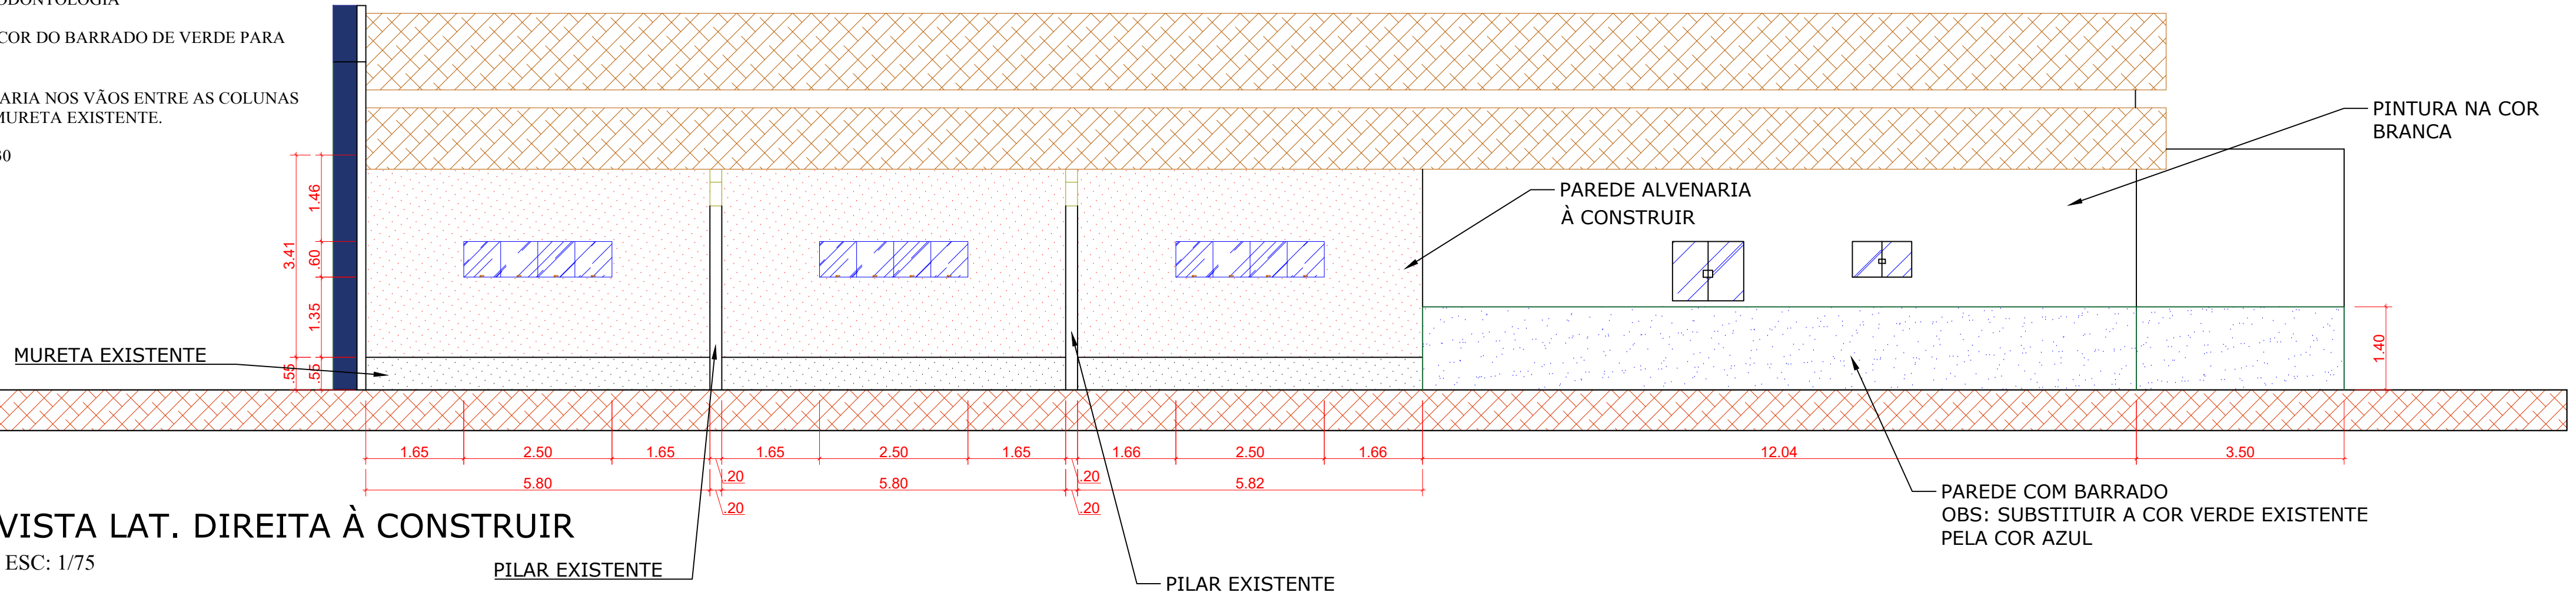 ODONTOLOGIA
COR DO BARRADO DE VERDE PARA
ARIA NOS VÃOS ENTRE AS COLUNAS
MURETA EXISTENTE.
30
PINTURA NA COR
BRANCA
PAREDE ALVENARIA
À CONSTRUIR
1.46
3.41
.60
1.35
.55
.55
MURETA EXISTENTE
1.40
1.65
2.50
1.65
1.65
2.50
1.65
1.66
2.50
1.66
12.04
3.50
.20
.20
5.80
5.80
5.82
.20
.20
PAREDE COM BARRADO
OBS: SUBSTITUIR A COR VERDE EXISTENTE
PELA COR AZUL
VISTA LAT. DIREITA À CONSTRUIR
ESC: 1/75
PILAR EXISTENTE
PILAR EXISTENTE